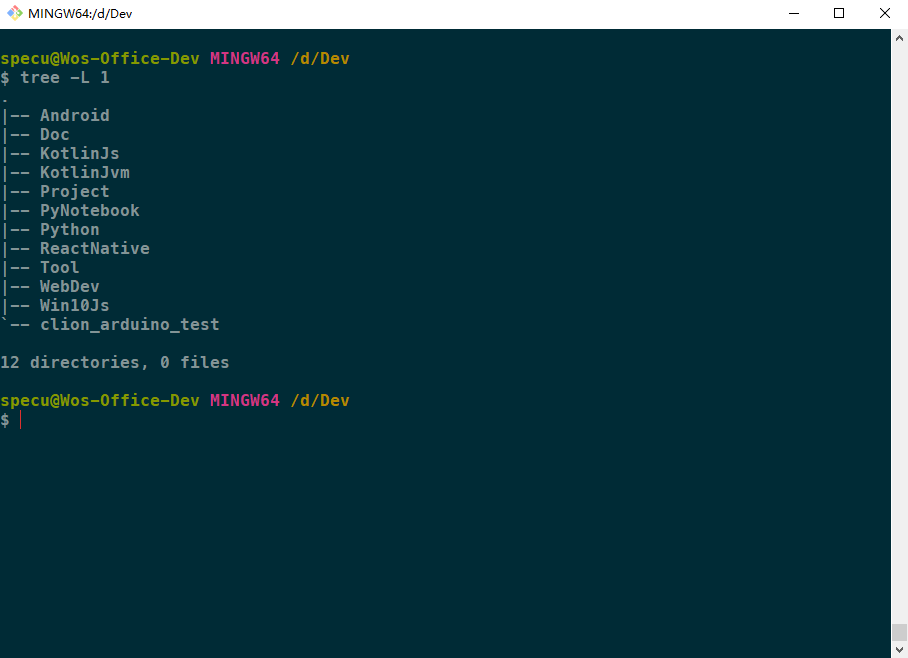 MINGW64:/d/Dev
specu@Wos-Office-Dev MINGW64 /d/Dev
$ tree -L 1
.
|-- Android
|-- Doc
|-- KotlinJs
|-- KotlinJvm
|-- Project
|-- PyNotebook
|-- Python
|-- ReactNative
|-- Tool
|-- WebDev
|-- Win10Js
`-- clion_arduino_test
12 directories, 0 files
specu@Wos-Office-Dev MINGW64 /d/Dev
$